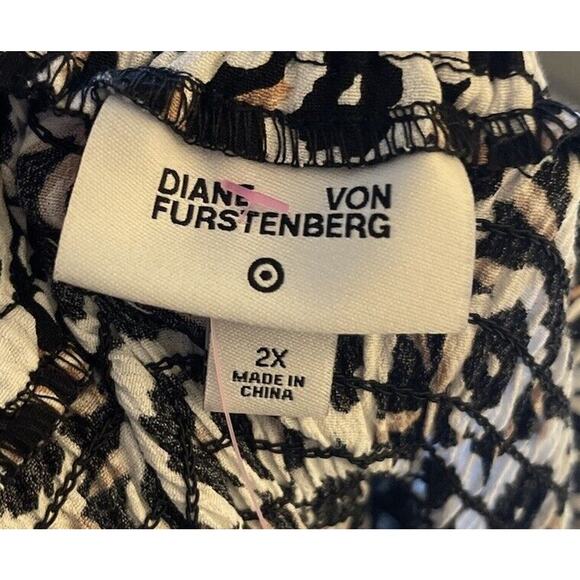 DIANE VON
FURSTENBERG
2X
MADE IN
CHINA